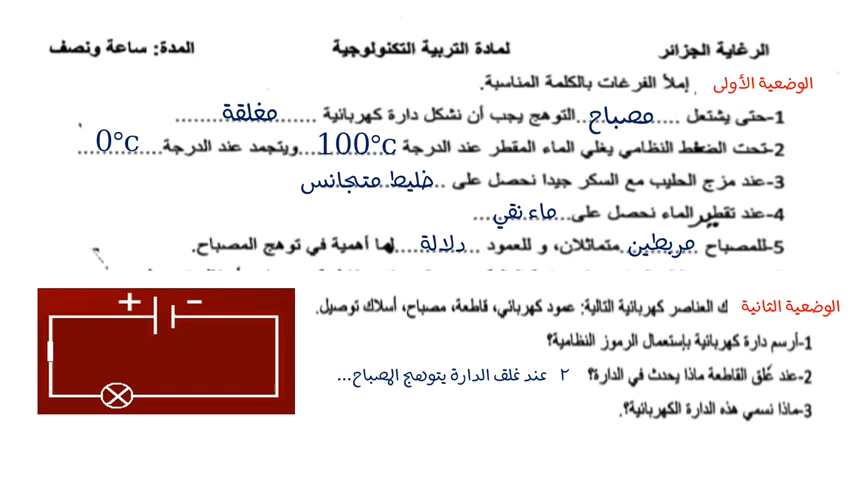 الرغاية الجزائر لمادة التربية التكنولوجية المدة: ساعة ونصف
الوضعية الأولى إملأ الفرغات بالكلمة المناسبة.
1-حتى يشتعل ......مصباح......التوهج يجب أن نشكل دارة كهربائية ......مغلقة......
2-تحت الضغط النظامي يغلي الماء المقطر عند الدرجة ...100°c...ويتجمد عند الدرجة...0°c...
3-عند مزج الحليب مع السكر جيدا نحصل على ..خليط متجانس
4-عند تقطير الماء نحصل على......ماء نقي......
5-للمصباح ...مربطين...متماثلان، و للعمود ...دلالة...لها أهمية في توهج المصباح.
الوضعية الثانية ك العناصر كهربائية التالية: عمود كهربائي، قاطعة، مصباح، أسلاك توصيل.
+ −
1-أرسم دارة كهربائية بإستعمال الرموز النظامية؟
2-عند غلق القاطعة ماذا يحدث في الدارة؟ ٢ عند غلق الدارة يتوهج المصباح...
3-ماذا نسمي هذه الدارة الكهربائية؟.